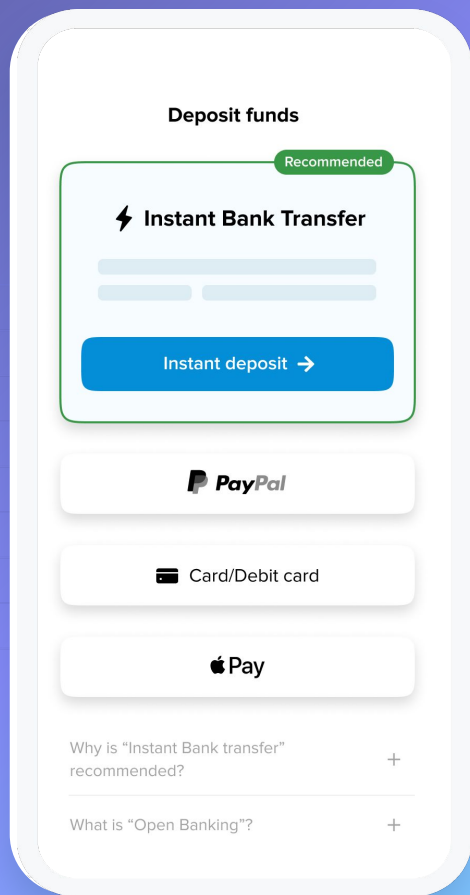 Deposit funds
Recommended
Instant Bank Transfer
Instant deposit
PayPal
Card/Debit card
Pay
Why is “Instant Bank transfer”
recommended?
What is “Open Banking”?